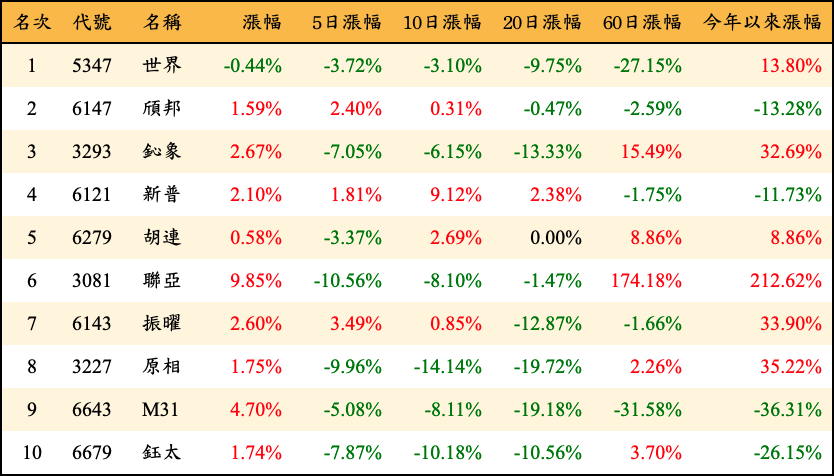 名次 代號 名稱 漲幅 5日漲幅 10日漲幅 20日漲幅 60日漲幅 今年以來漲幅
1 5347 世界 -0.44% -3.72% -3.10% -9.75% -27.15% 13.80%
2 6147 頎邦 1.59% 2.40% 0.31% -0.47% -2.59% -13.28%
3 3293 鈊象 2.67% -7.05% -6.15% -13.33% 15.49% 32.69%
4 6121 新普 2.10% 1.81% 9.12% 2.38% -1.75% -11.73%
5 6279 胡連 0.58% -3.37% 2.69% 0.00% 8.86% 8.86%
6 3081 聯亞 9.85% -10.56% -8.10% -1.47% 174.18% 212.62%
7 6143 振曜 2.60% 3.49% 0.85% -12.87% -1.66% 33.90%
8 3227 原相 1.75% -9.96% -14.14% -19.72% 2.26% 35.22%
9 6643 M31 4.70% -5.08% -8.11% -19.18% -31.58% -36.31%
10 6679 鈺太 1.74% -7.87% -10.18% -10.56% 3.70% -26.15%